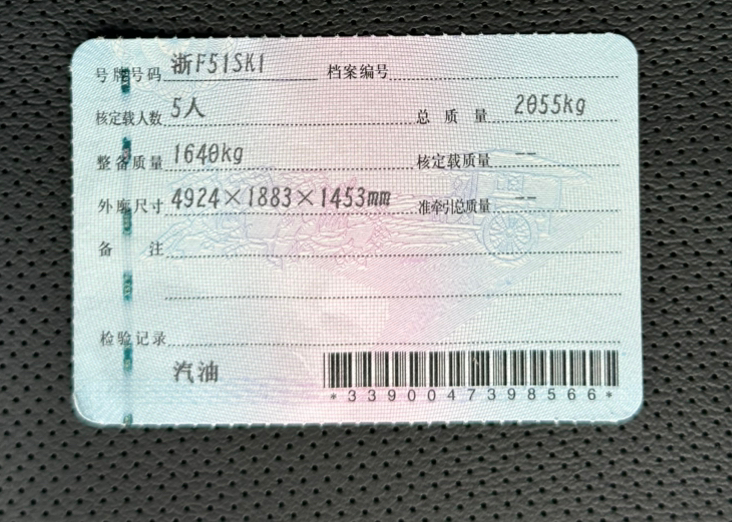 号牌号码 浙F51SK1 档案编号
核定载人数 5人 总质量 2055kg
整备质量 1640kg 核定载质量 --
外廓尺寸 4924×1883×1453mm 准牵引总质量 --
备注
检验记录
汽油
*3390047398566*